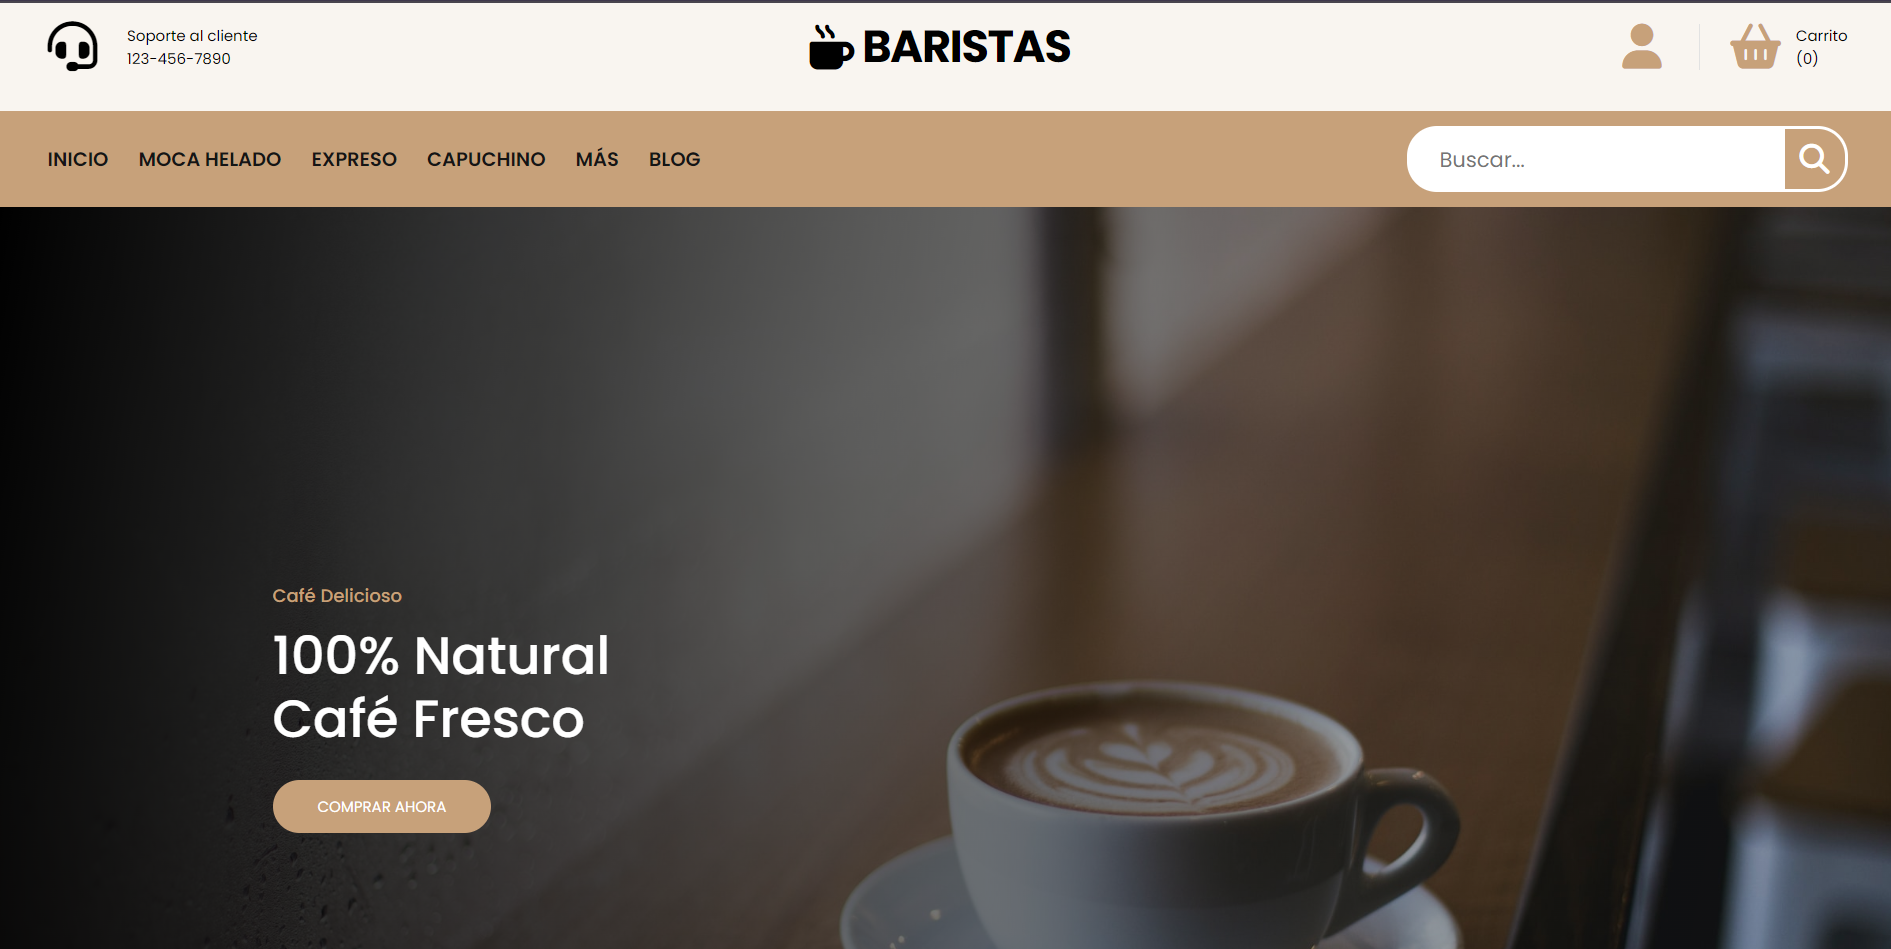 Soporte al cliente
123-456-7890
BARISTAS
Carrito
(0)
INICIO MOCA HELADO EXPRESO CAPUCHINO MÁS BLOG
Buscar...
Café Delicioso
100% Natural
Café Fresco
COMPRAR AHORA